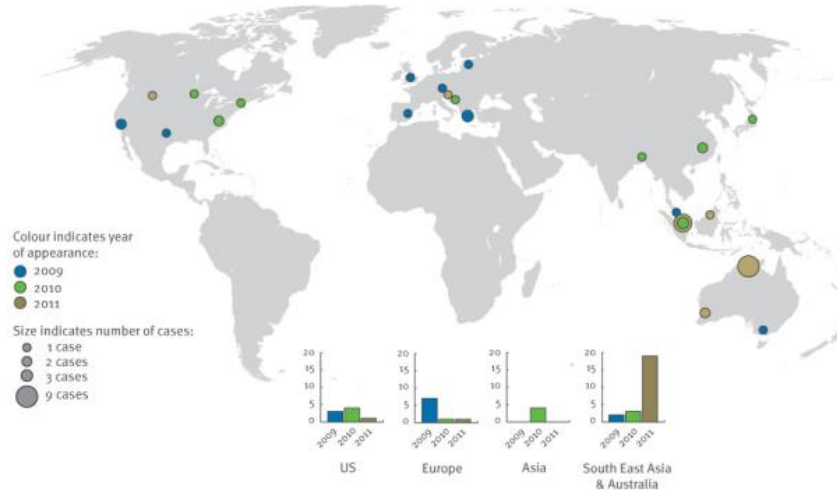 Colour indicates year
of appearance:
2009
2010
2011
Size indicates number of cases:
1 case
2 cases
3 cases
9 cases
20
15
10
5
0
2009
2010
2011
US
20
15
10
5
0
2009
2010
2011
Europe
20
15
10
5
0
2009
2010
2011
Asia
20
15
10
5
0
2009
2010
2011
South East Asia
& Australia